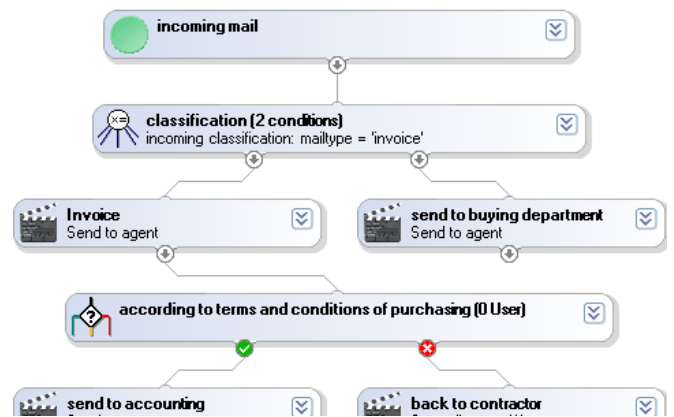 incoming mail
classification (2 conditions)
incoming classification: mailtype = 'invoice'
Invoice
Send to agent
send to buying department
Send to agent
according to terms and conditions of purchasing (0 User)
send to accounting
back to contractor